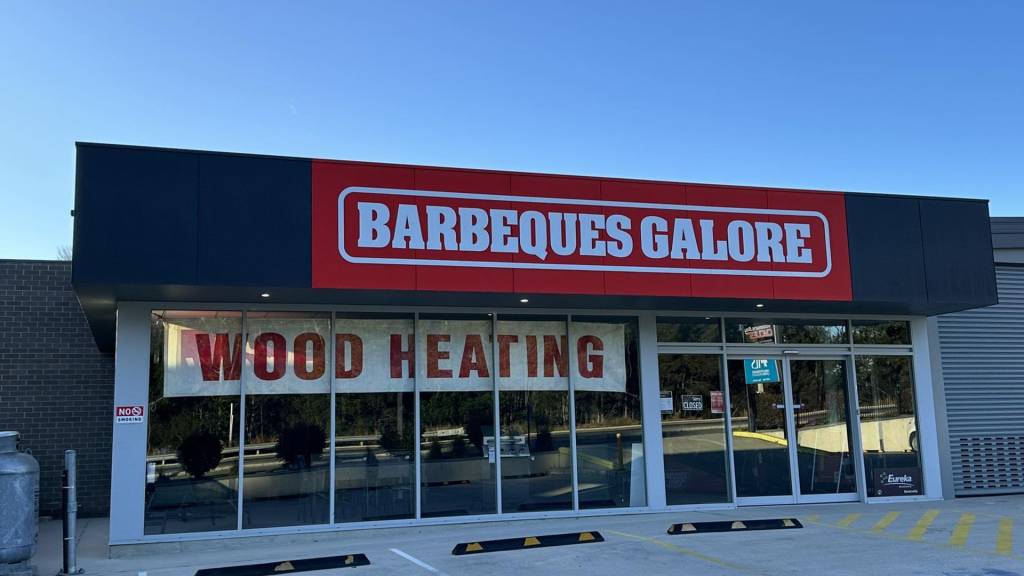 BARBEQUES GALORE
WOOD HEATING
NO
SMOKING
CLOSED
Eureka